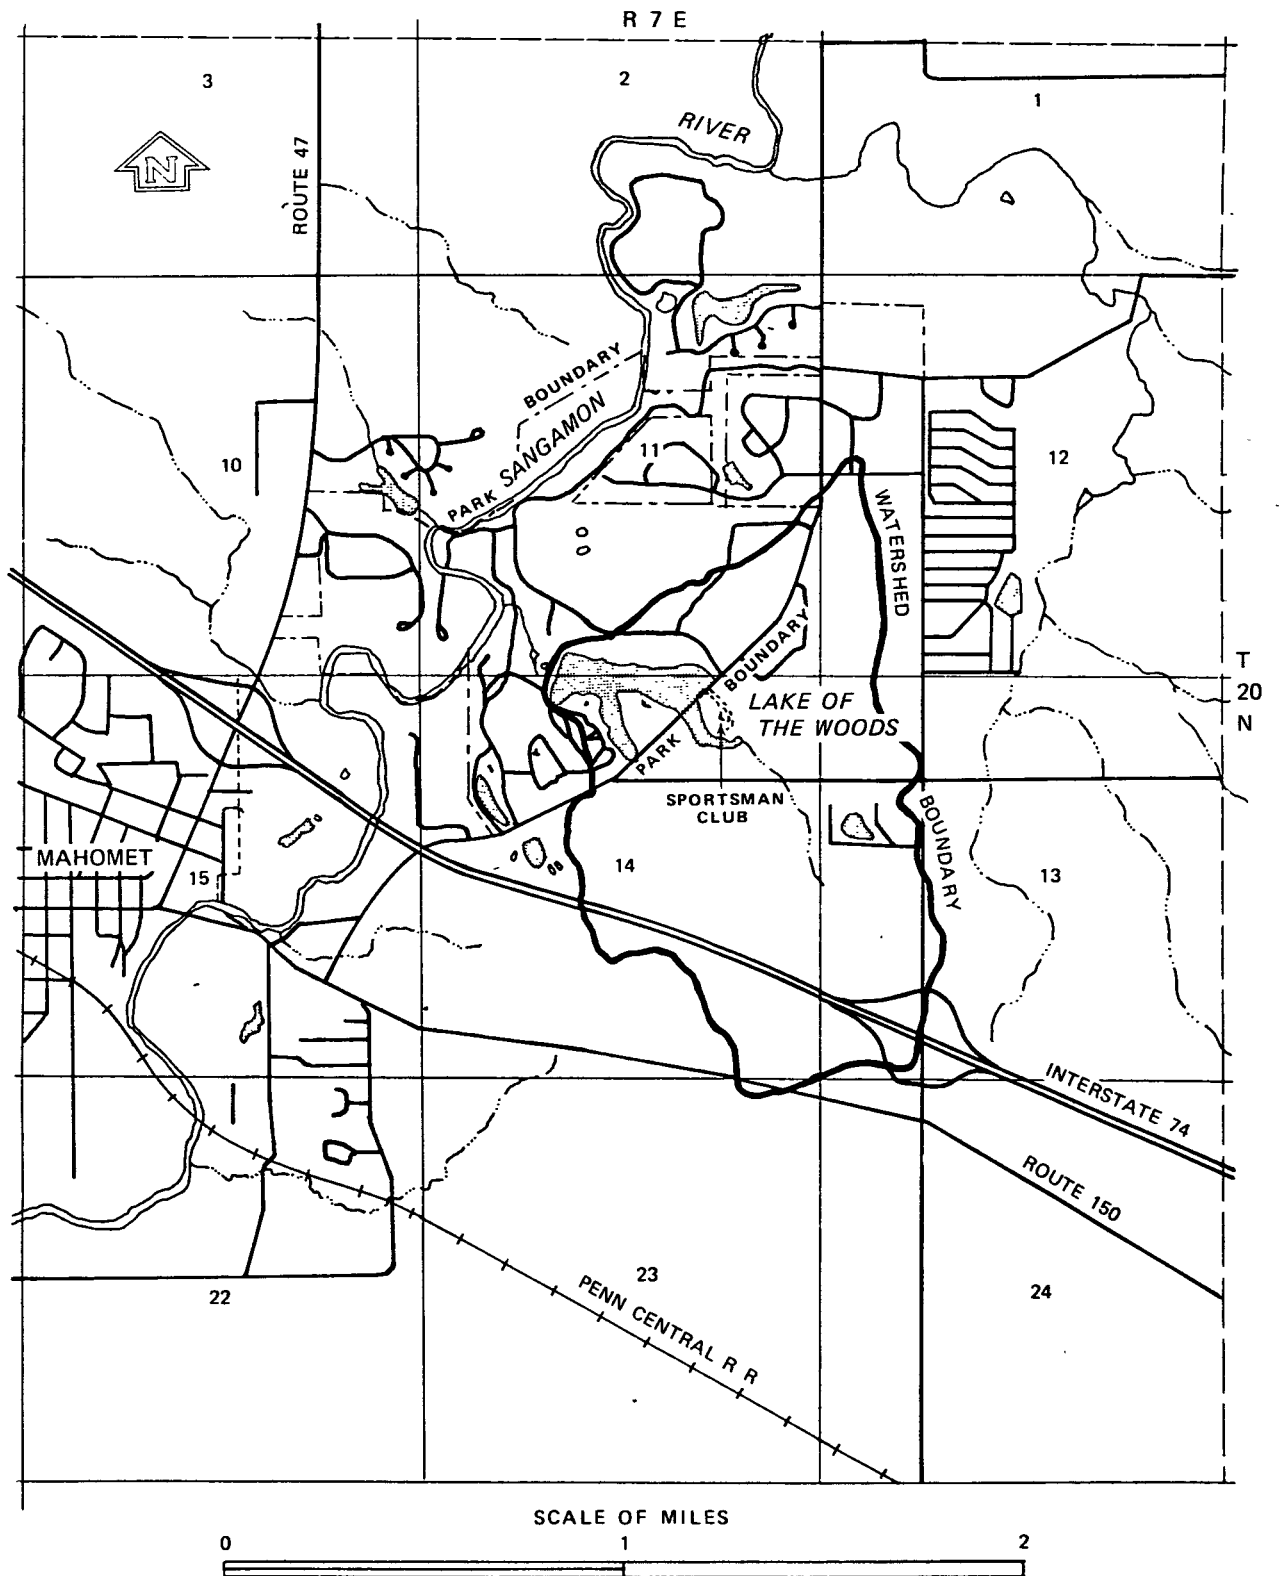 R 7 E
3
2
1
RIVER
N
ROUTE 47
BOUNDARY
SANGAMON
PARK
10
11
12
WATERSHED
BOUNDARY
T
20
N
LAKE OF
THE WOODS
PARK
SPORTSMAN
CLUB
BOUNDARY
MAHOMET
15
14
13
INTERSTATE 74
ROUTE 150
22
23
24
PENN CENTRAL R R
SCALE OF MILES
0 1 2